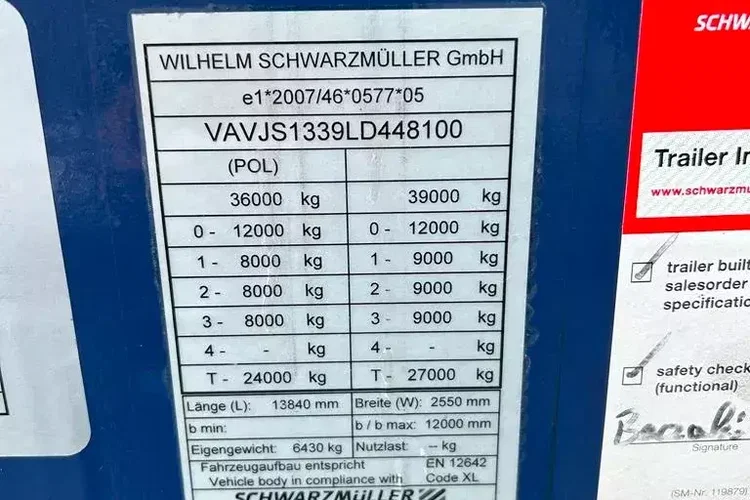 WILHELM SCHWARZMÜLLER GmbH
e1*2007/46*0577*05
VAVJS1339LD448100
(POL)
36000 kg 39000 kg
0 - 12000 kg 0 - 12000 kg
1 - 8000 kg 1 - 9000 kg
2 - 8000 kg 2 - 9000 kg
3 - 8000 kg 3 - 9000 kg
4 - - kg 4 - - kg
T - 24000 kg T - 27000 kg
Länge (L): 13840 mm Breite (W): 2550 mm
b min: b / b max: 12000 mm
Eigengewicht: 6430 kg Nutzlast: -- kg
Fahrzeugaufbau entspricht EN 12642
Vehicle body in compliance with Code XL
SCHWARZMÜLLER
SCHW
Trailer In
www.schwarzmü
trailer built
salesorder
specificatio
safety check
(functional)
Signature
(SM-Nr. 119879)